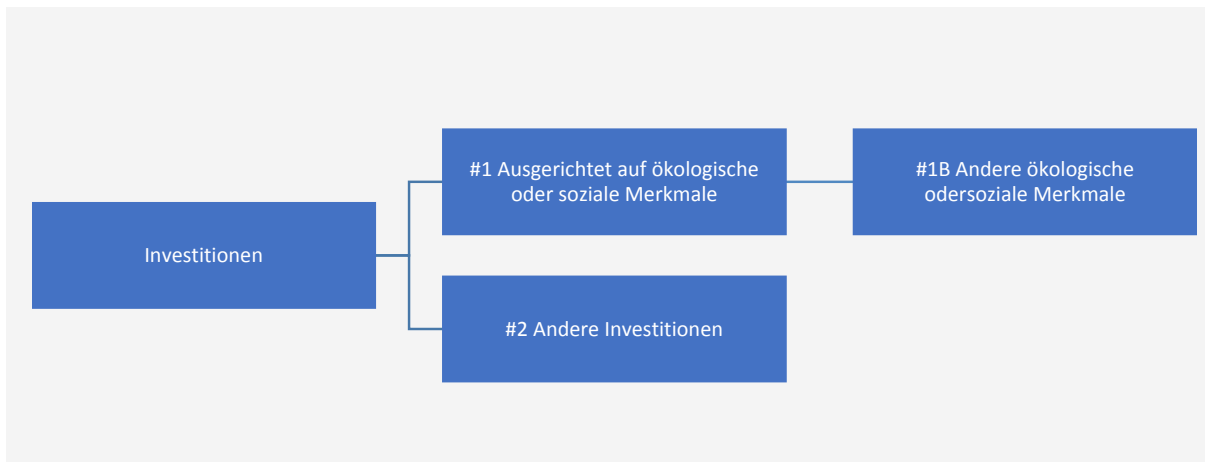 #1 Ausgerichtet auf ökologische
oder soziale Merkmale
#1B Andere ökologische
odersoziale Merkmale
Investitionen
#2 Andere Investitionen